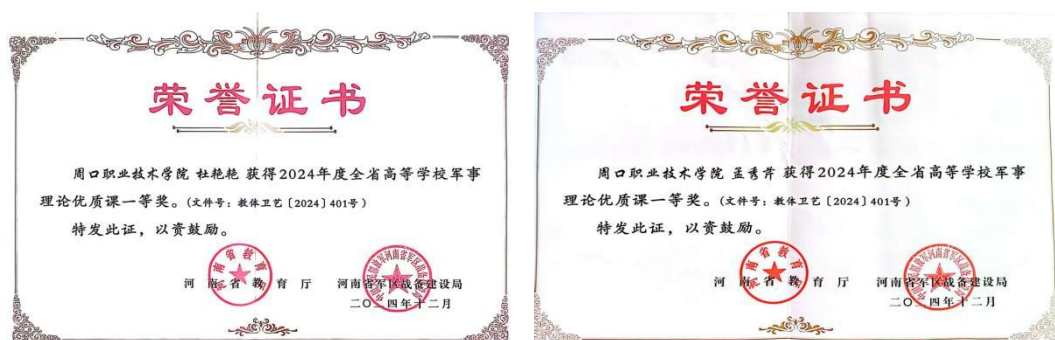 荣誉证书
周口职业技术学院 杜艳艳 获得2024年度全省高等学校军事
理论优质课一等奖。(文件号：教体卫艺〔2024〕401号)
特发此证，以资鼓励。
河南省教育厅 河南省军区战备建设局
二〇二四年十二月
荣誉证书
周口职业技术学院 孟秀芹 获得2024年度全省高等学校军事
理论优质课一等奖。(文件号：教体卫艺〔2024〕401号)
特发此证，以资鼓励。
河南省教育厅 河南省军区战备建设局
二〇二四年十二月